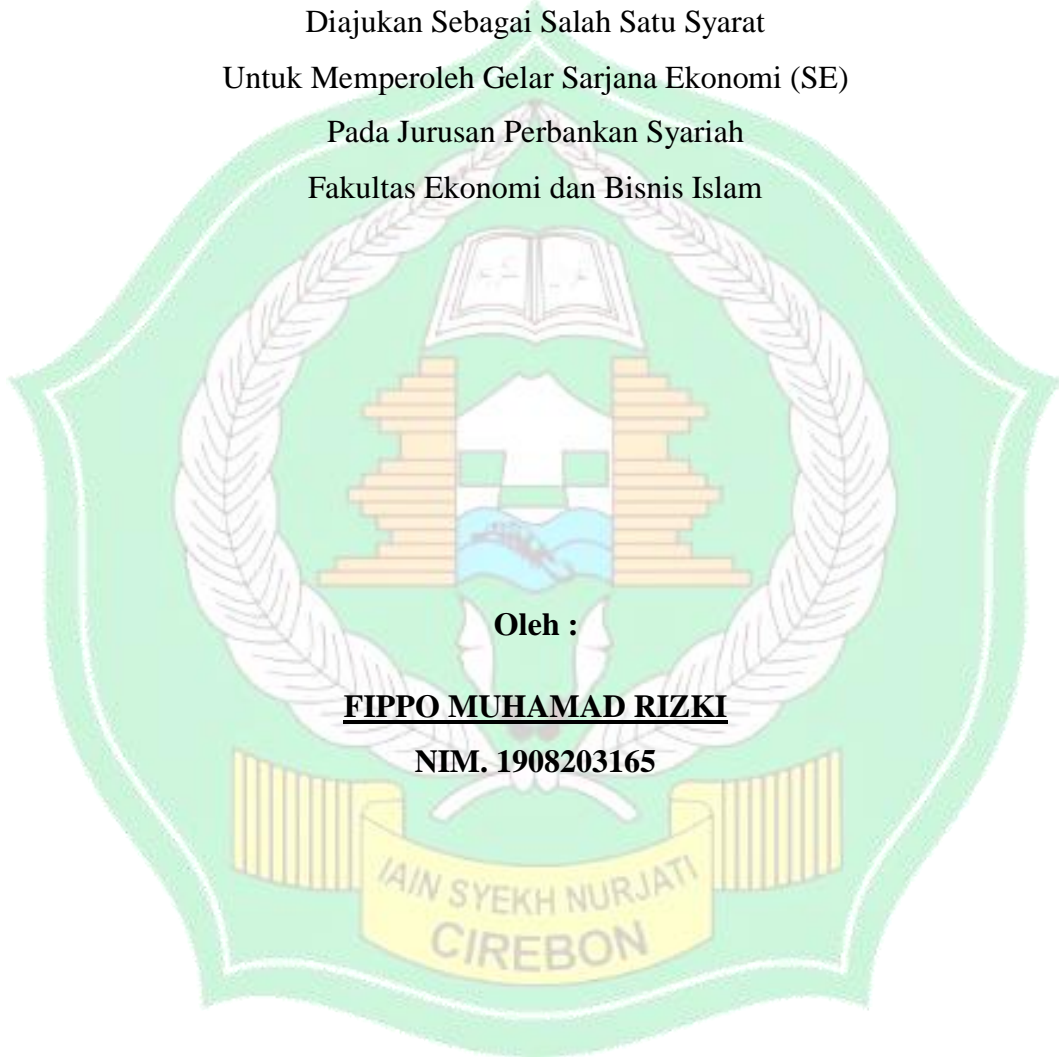 Diajukan Sebagai Salah Satu Syarat
Untuk Memperoleh Gelar Sarjana Ekonomi (SE)
Pada Jurusan Perbankan Syariah
Fakultas Ekonomi dan Bisnis Islam
Oleh :
FIPPO MUHAMAD RIZKI
NIM. 1908203165
IAIN SYEKH NURJATI
CIREBON